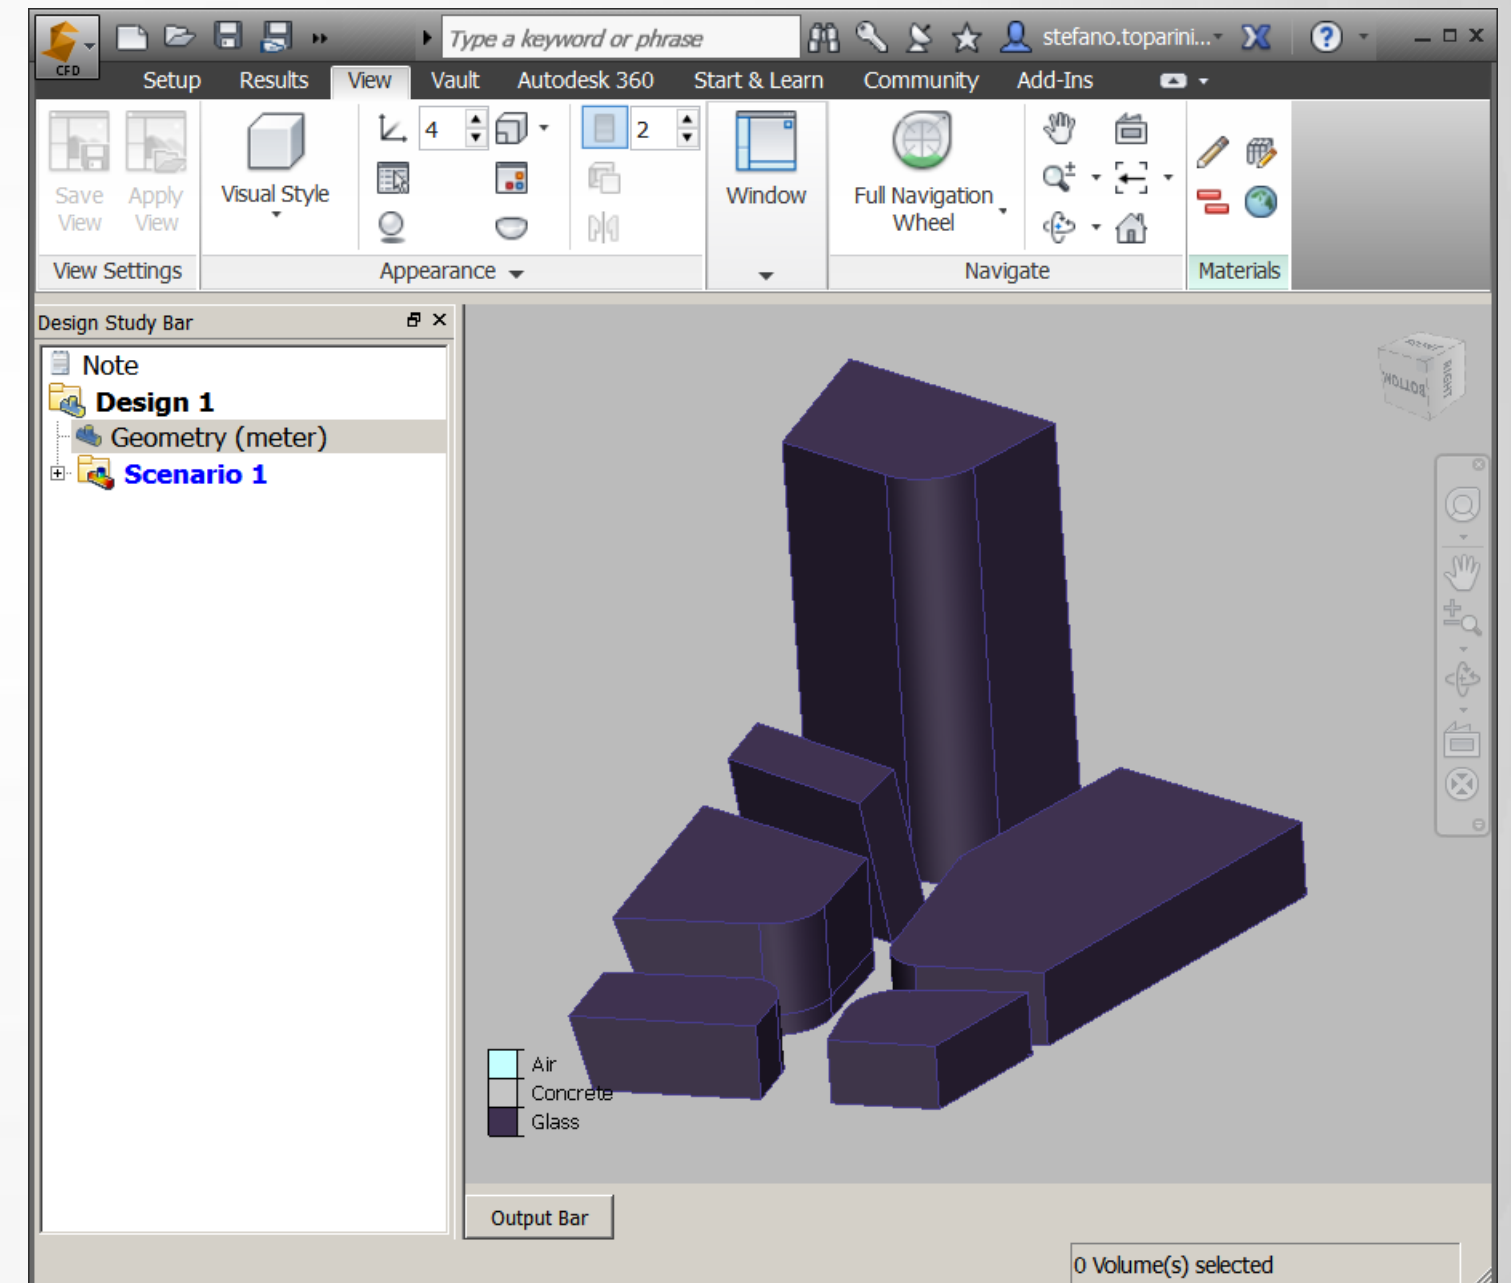 CFD
Type a keyword or phrase
stefano.toparini...
Setup Results View Vault Autodesk 360 Start & Learn Community Add-Ins
4
2
Save View
Apply View
Visual Style
Window
Full Navigation Wheel
View Settings
Appearance
Navigate
Materials
Design Study Bar
Note
Design 1
Geometry (meter)
Scenario 1
BOTTOM
RIGHT
Air
Concrete
Glass
Output Bar
0 Volume(s) selected